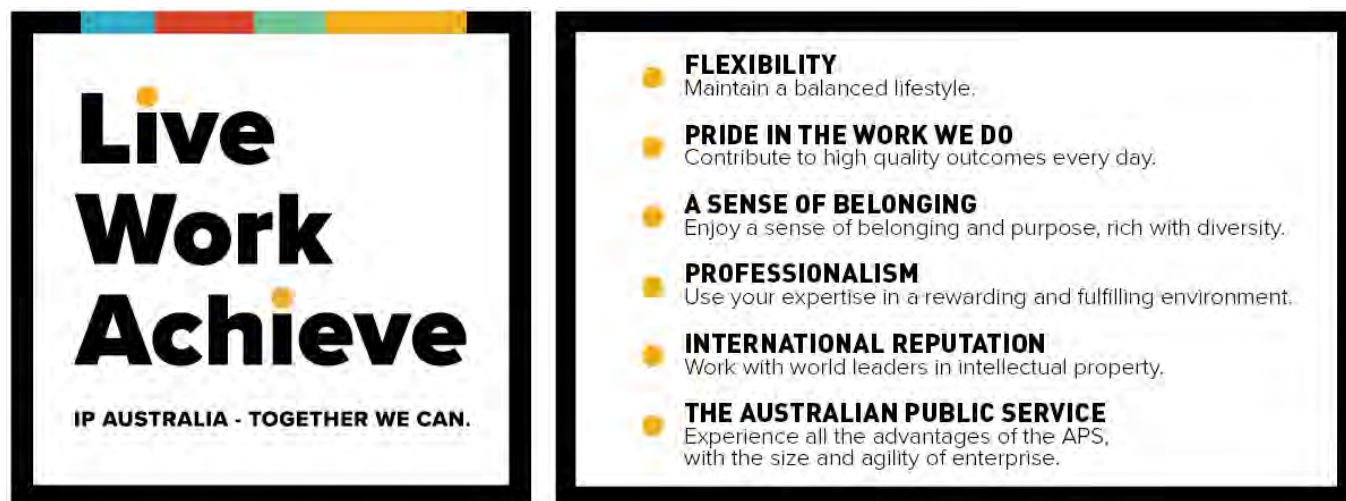 Live
Work
Achieve
IP AUSTRALIA - TOGETHER WE CAN.
FLEXIBILITY
Maintain a balanced lifestyle.
PRIDE IN THE WORK WE DO
Contribute to high quality outcomes every day.
A SENSE OF BELONGING
Enjoy a sense of belonging and purpose, rich with diversity.
PROFESSIONALISM
Use your expertise in a rewarding and fulfilling environment.
INTERNATIONAL REPUTATION
Work with world leaders in intellectual property.
THE AUSTRALIAN PUBLIC SERVICE
Experience all the advantages of the APS,
with the size and agility of enterprise.